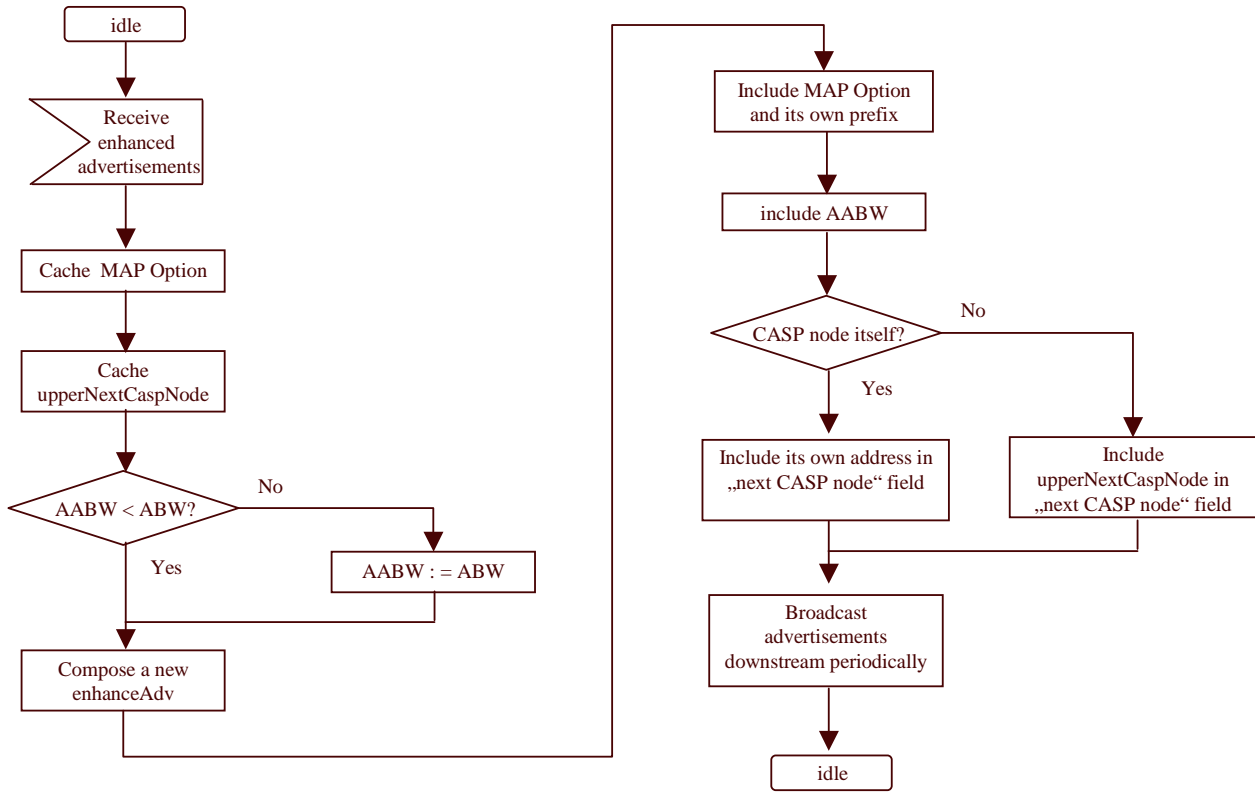 idle
Receive
enhanced
advertisements
Cache MAP Option
Cache
upperNextCaspNode
AABW < ABW?
No
Yes
AABW : = ABW
Compose a new
enhanceAdv
Include MAP Option
and its own prefix
include AABW
CASP node itself?
No
Yes
Include its own address in
„next CASP node“ field
Include
upperNextCaspNode in
„next CASP node“ field
Broadcast
advertisements
downstream periodically
idle